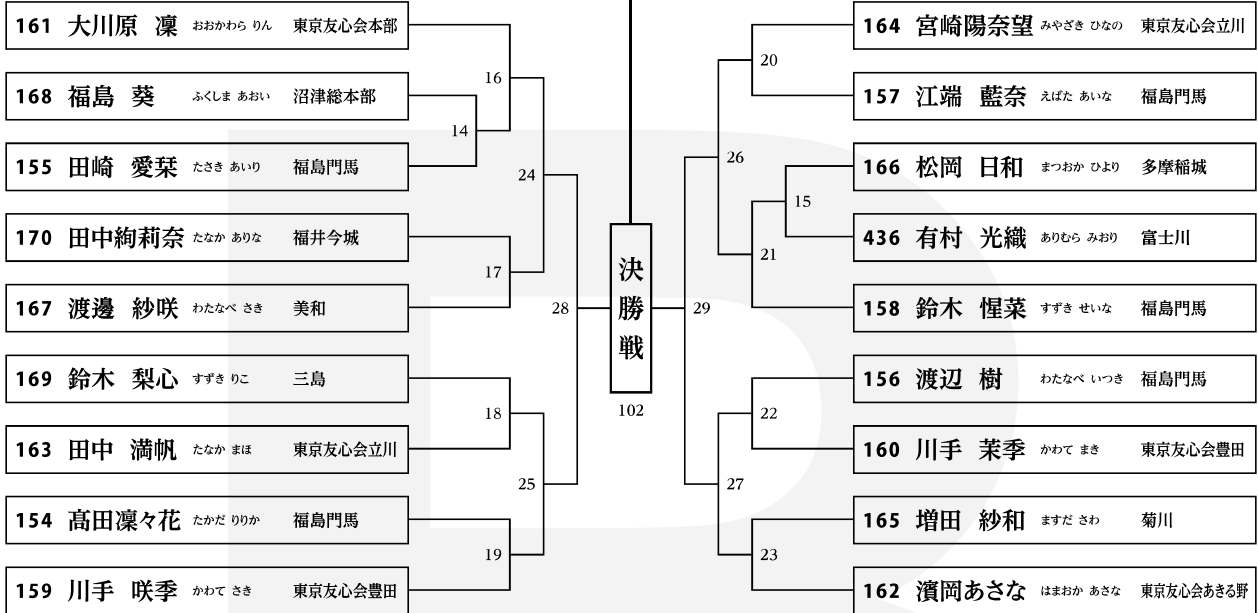 161 大川原 凜 おおかわら りん 東京友心会本部
168 福島 葵 ふくしま あおい 沼津総本部
155 田崎 愛栞 たさき あいり 福島門馬
170 田中絢莉奈 たなか ありな 福井今城
167 渡邊 紗咲 わたなべ さき 美和
169 鈴木 梨心 すずき りこ 三島
163 田中 満帆 たなか まほ 東京友心会立川
154 髙田凜々花 たかだ りりか 福島門馬
159 川手 咲季 かわて さき 東京友心会豊田
16
14
24
17
28
18
25
19
決勝戦
102
20
26
15
21
29
22
27
23
164 宮崎陽奈望 みやざき ひなの 東京友心会立川
157 江端 藍奈 えばた あいな 福島門馬
166 松岡 日和 まつおか ひより 多摩稲城
436 有村 光織 ありむら みおり 富士川
158 鈴木 惺菜 すずき せいな 福島門馬
156 渡辺 樹 わたなべ いつき 福島門馬
160 川手 茉季 かわて まき 東京友心会豊田
165 増田 紗和 ますだ さわ 菊川
162 濱岡あさな はまおか あさな 東京友心会あきる野